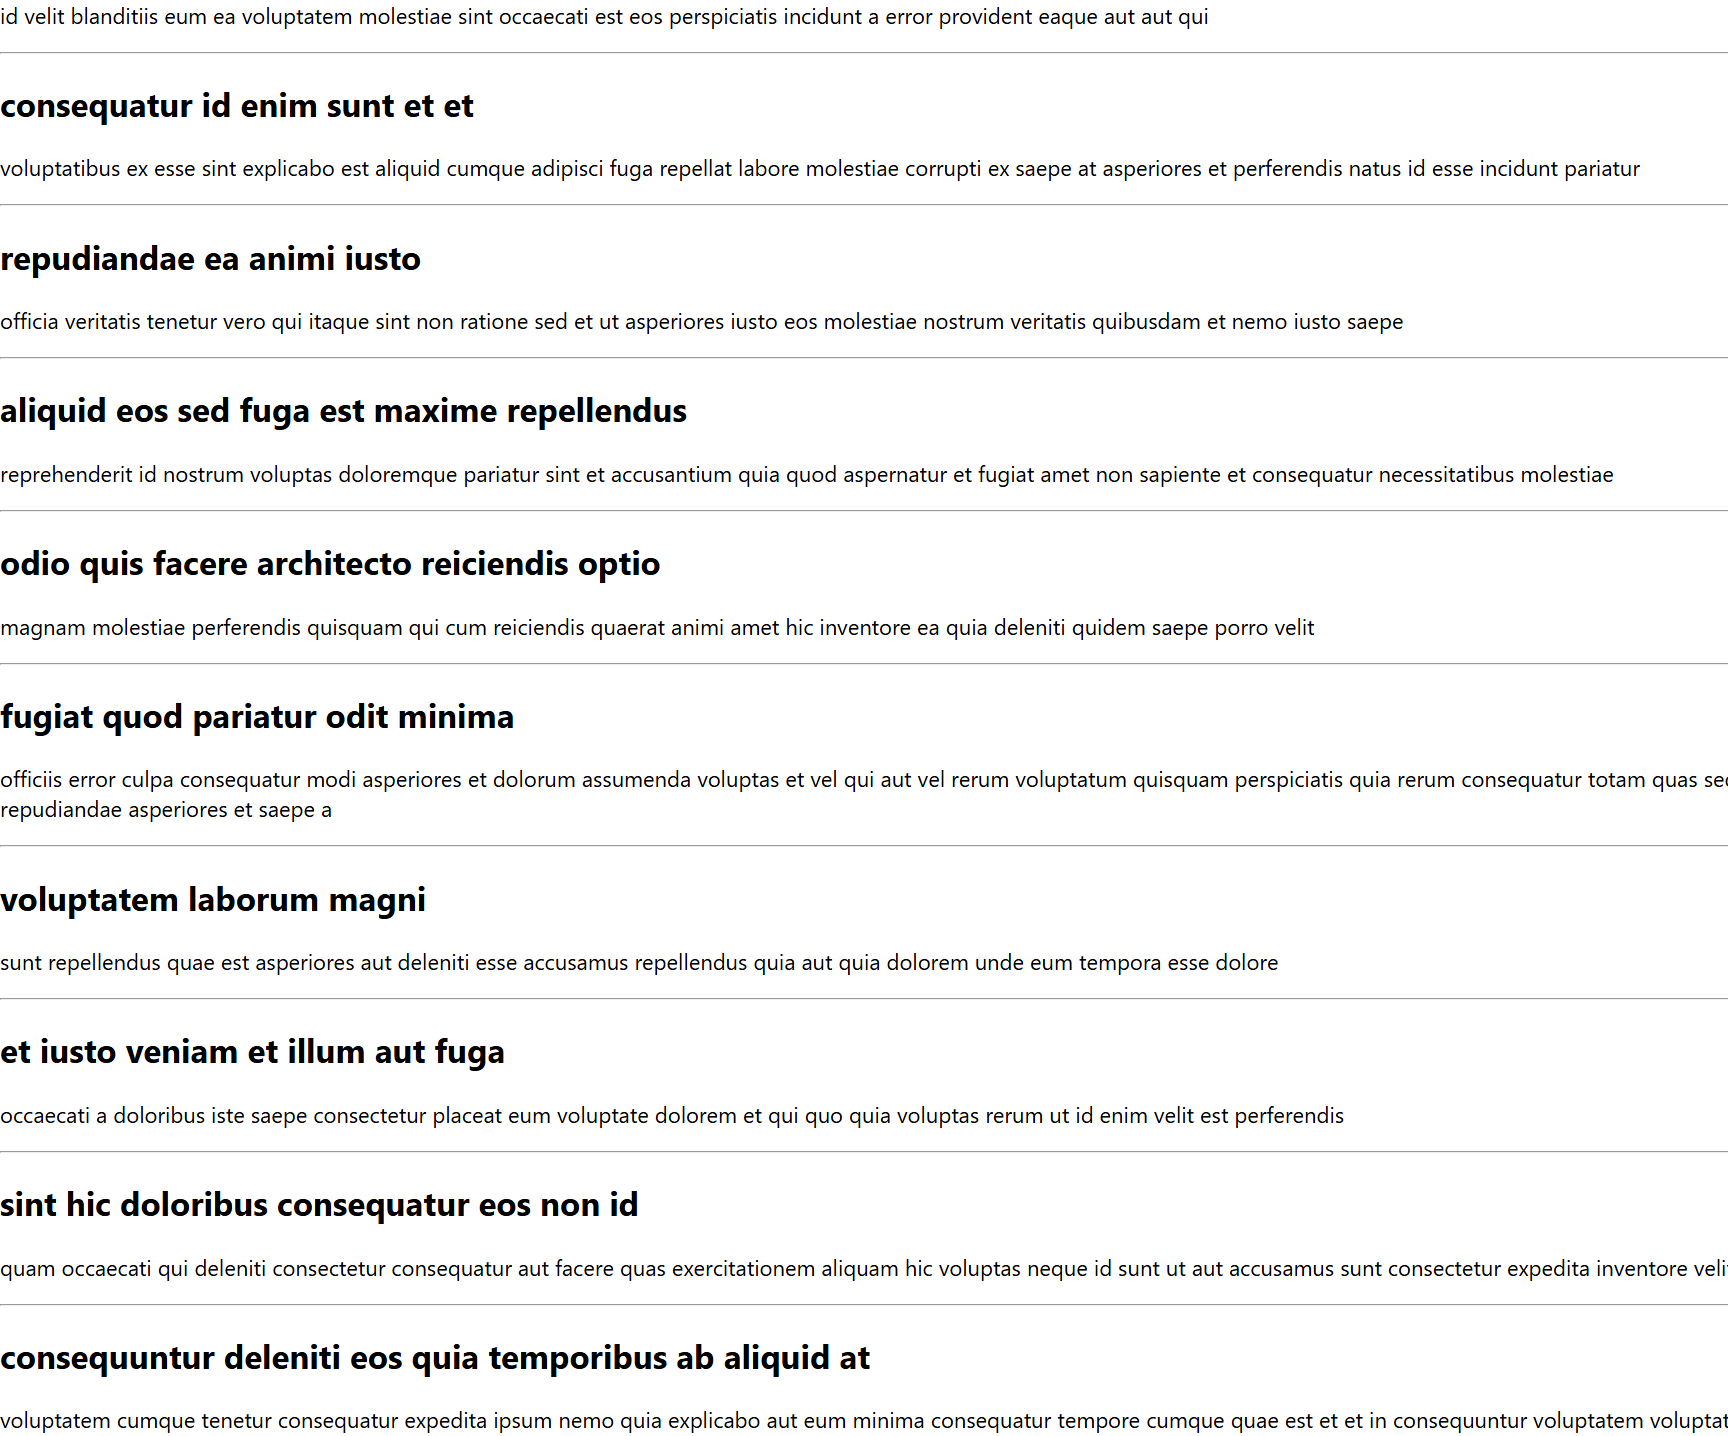 id velit blanditiis eum ea voluptatem molestiae sint occaecati est eos perspiciatis incidunt a error provident eaque aut aut qui
consequatur id enim sunt et et
voluptatibus ex esse sint explicabo est aliquid cumque adipisci fuga repellat labore molestiae corrupti ex saepe at asperiores et perferendis natus id esse incidunt pariatur
repudiandae ea animi iusto
officia veritatis tenetur vero qui itaque sint non ratione sed et ut asperiores iusto eos molestiae nostrum veritatis quibusdam et nemo iusto saepe
aliquid eos sed fuga est maxime repellendus
reprehenderit id nostrum voluptas doloremque pariatur sint et accusantium quia quod aspernatur et fugiat amet non sapiente et consequatur necessitatibus molestiae
odio quis facere architecto reiciendis optio
magnam molestiae perferendis quisquam qui cum reiciendis quaerat animi amet hic inventore ea quia deleniti quidem saepe porro velit
fugiat quod pariatur odit minima
officiis error culpa consequatur modi asperiores et dolorum assumenda voluptas et vel qui aut vel rerum voluptatum quisquam perspiciatis quia rerum consequatur totam quas
repudiandae asperiores et saepe a
voluptatem laborum magni
sunt repellendus quae est asperiores aut deleniti esse accusamus repellendus quia aut quia dolorem unde eum tempora esse dolore
et iusto veniam et illum aut fuga
occaecati a doloribus iste saepe consectetur placeat eum voluptate dolorem et qui quo quia voluptas rerum ut id enim velit est perferendis
sint hic doloribus consequatur eos non id
quam occaecati qui deleniti consectetur consequatur aut facere quas exercitationem aliquam hic voluptas neque id sunt ut aut accusamus sunt consectetur expedita inventore
consequuntur deleniti eos quia temporibus ab aliquid at
voluptatem cumque tenetur consequatur expedita ipsum nemo quia explicabo aut eum minima consequatur tempore cumque quae est et et in consequuntur voluptatem